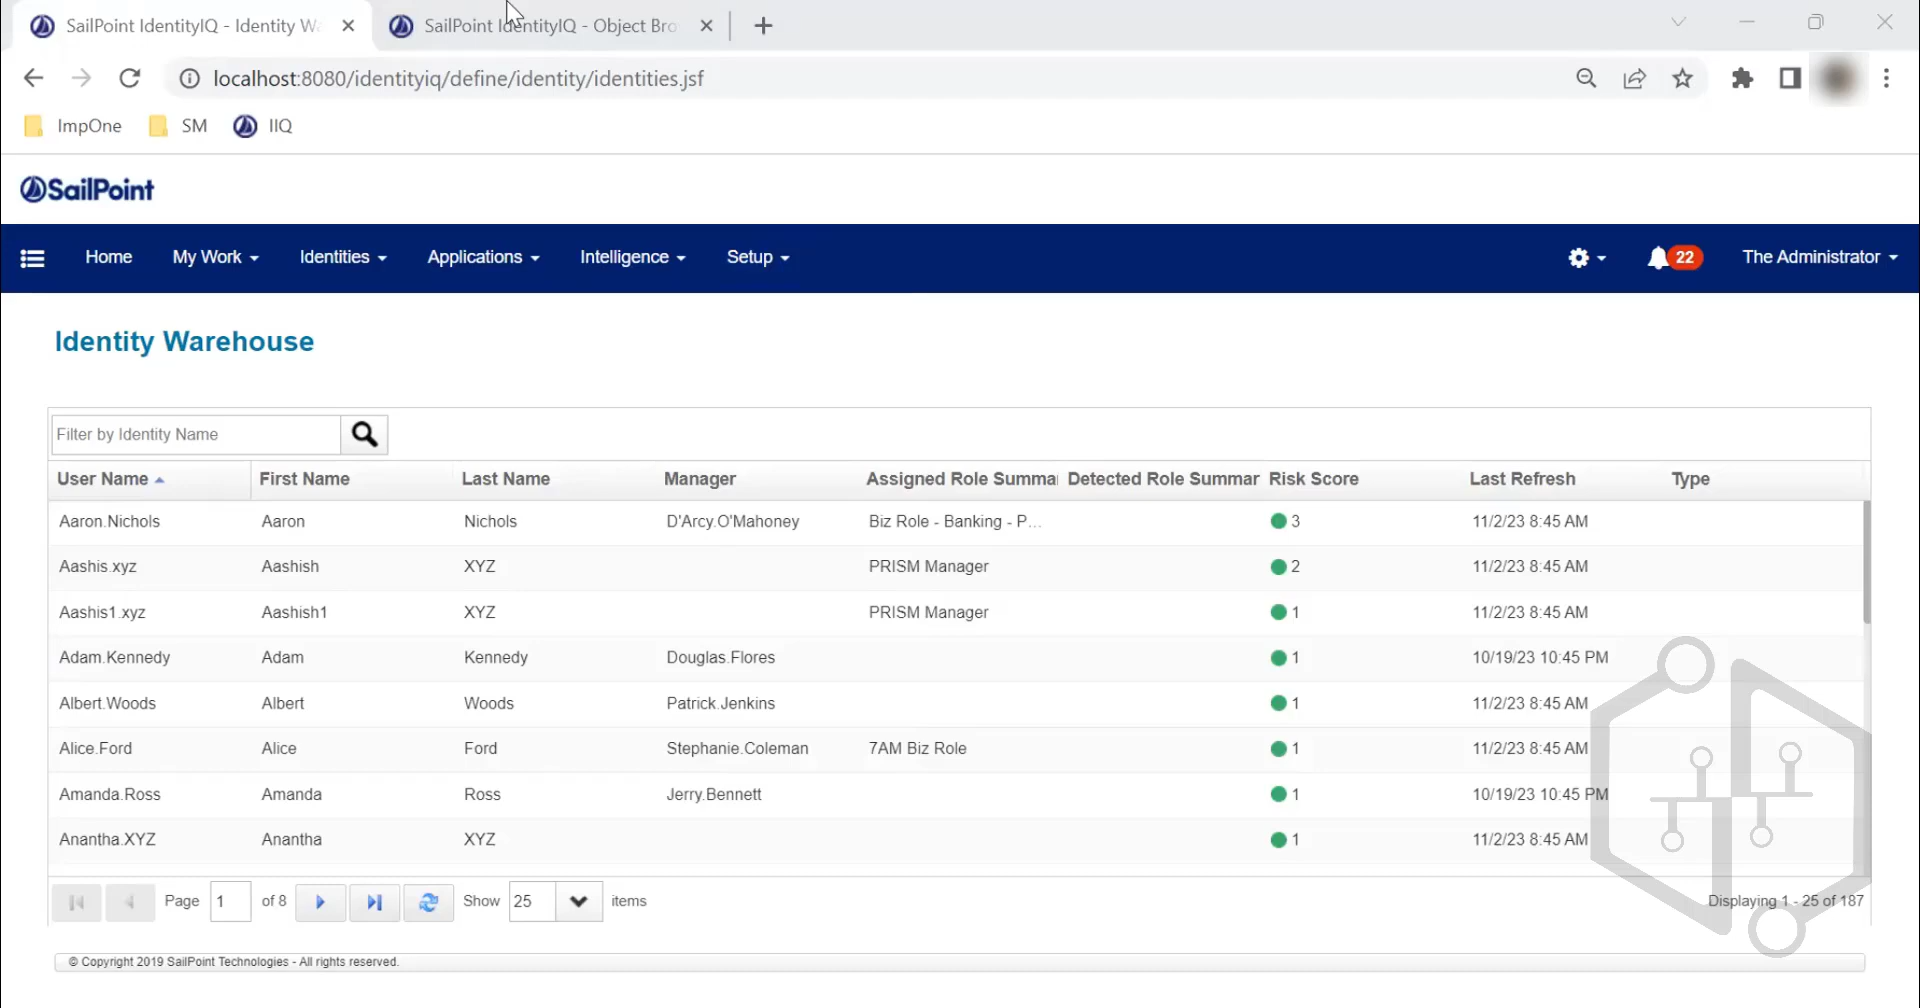 SailPoint IdentityIQ - Identity Wa
SailPoint IdentityIQ - Object Bro
localhost:8080/identityiq/define/identity/identities.jsf
ImpOne SM IIQ
SailPoint
Home My Work Identities Applications Intelligence Setup 22 The Administrator
Identity Warehouse
Filter by Identity Name
User Name First Name Last Name Manager Assigned Role Summar Detected Role Summar Risk Score Last Refresh Type
Aaron.Nichols Aaron Nichols D'Arcy.O'Mahoney Biz Role - Banking - P... 3 11/2/23 8:45 AM
Aashis.xyz Aashish XYZ PRISM Manager 2 11/2/23 8:45 AM
Aashis1.xyz Aashish1 XYZ PRISM Manager 1 11/2/23 8:45 AM
Adam.Kennedy Adam Kennedy Douglas.Flores 1 10/19/23 10:45 PM
Albert.Woods Albert Woods Patrick.Jenkins 1 11/2/23 8:45 AM
Alice.Ford Alice Ford Stephanie.Coleman 7AM Biz Role 1 11/2/23 8:45 AM
Amanda.Ross Amanda Ross Jerry.Bennett 1 10/19/23 10:45 PM
Anantha.XYZ Anantha XYZ 1 11/2/23 8:45 AM
Page 1 of 8 Show 25 items Displaying 1 - 25 of 187
© Copyright 2019 SailPoint Technologies - All rights reserved.